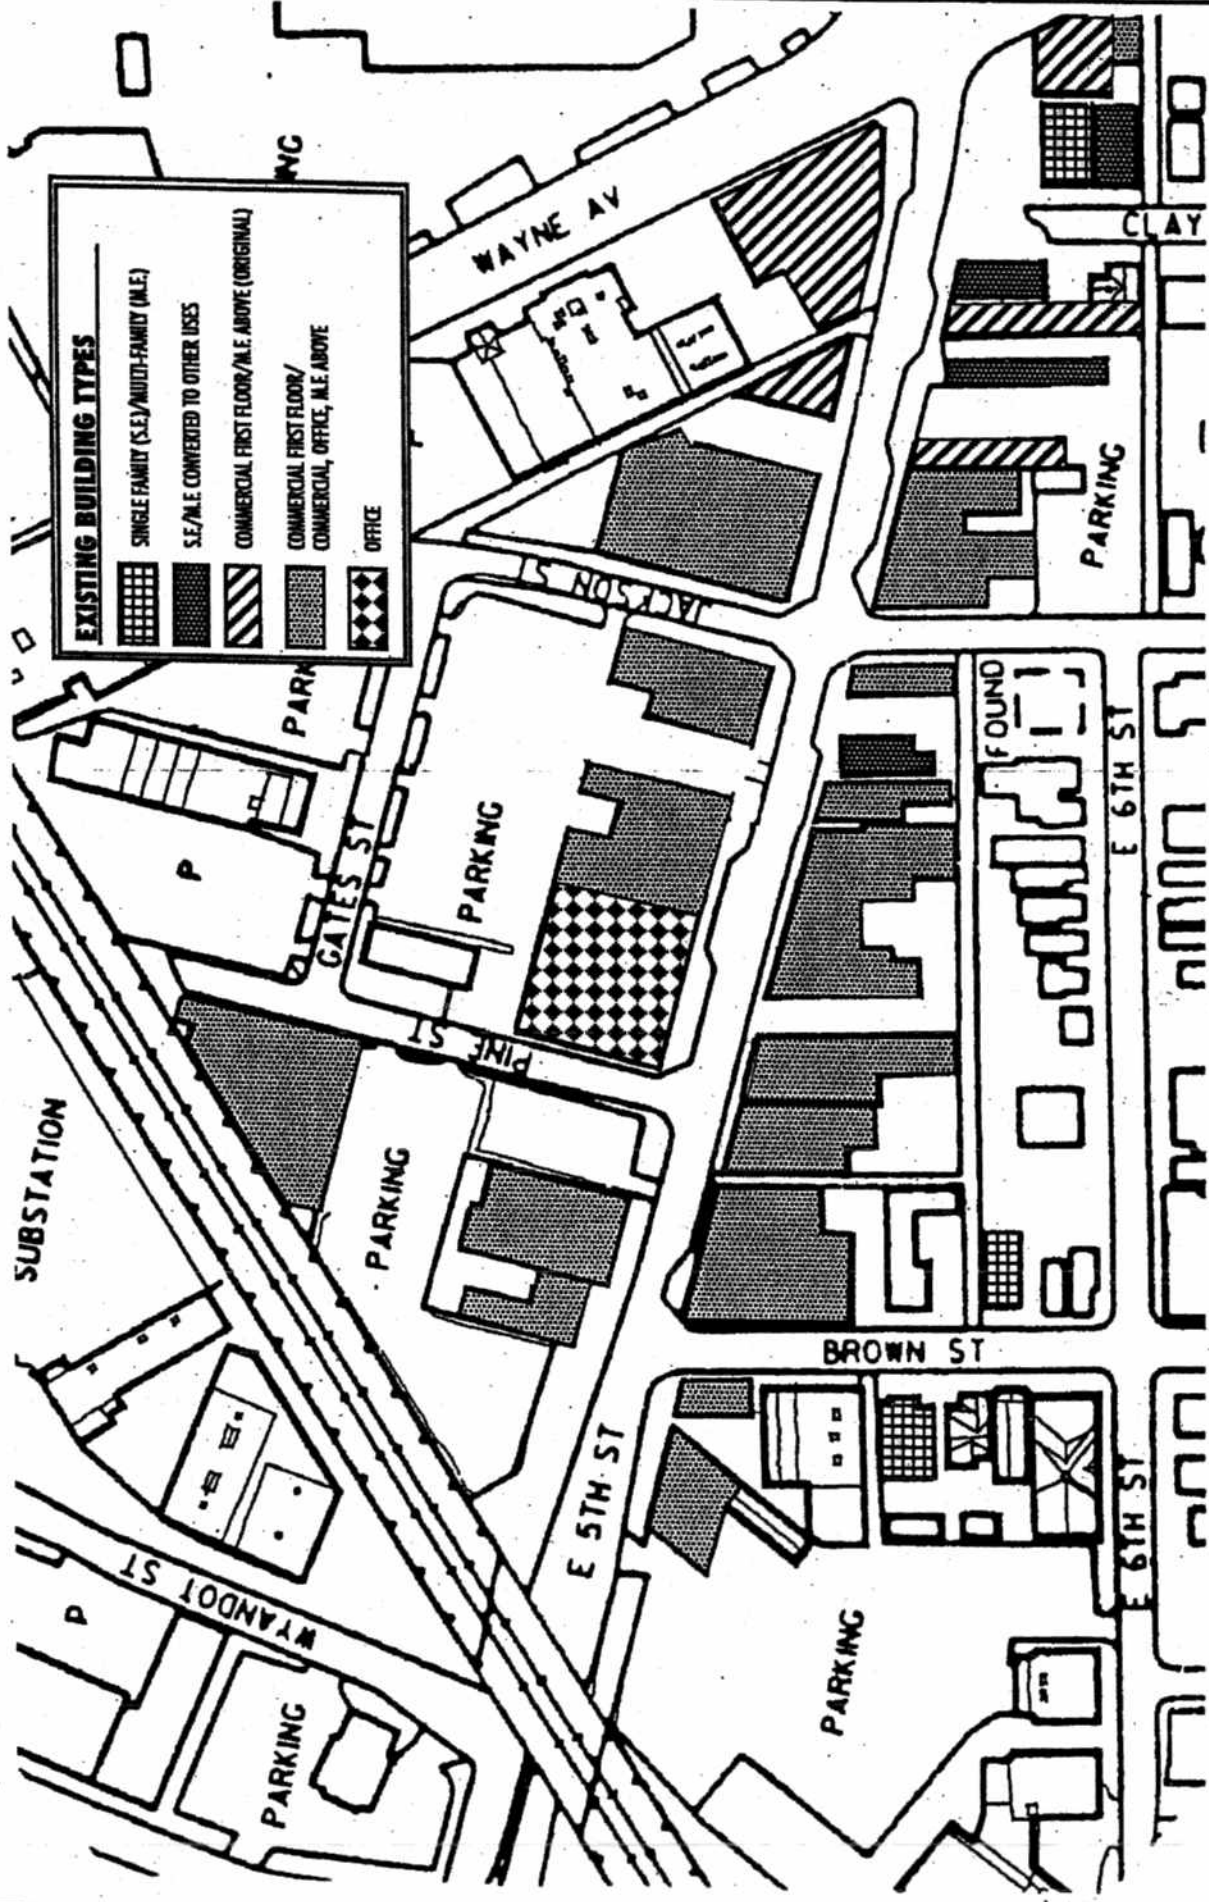 EXISTING BUILDING TYPES
SINGLE FAMILY (S.F.)/MULTI-FAMILY (M.F.)
S.F./M.F. CONVERTED TO OTHER USES
COMMERCIAL FIRST FLOOR/M.F. ABOVE (ORIGINAL)
COMMERCIAL FIRST FLOOR/
COMMERCIAL, OFFICE, M.F. ABOVE
OFFICE
NG
WAYNE AV
CLAY
PARKING
JACKSON ST
PARK
P
GATES ST
PARKING
PINE ST
FOUND
E 6TH ST
SUBSTATION
PARKING
BROWN ST
E 5TH ST
E 6TH ST
WYANDOT ST
P
PARKING
PARKING